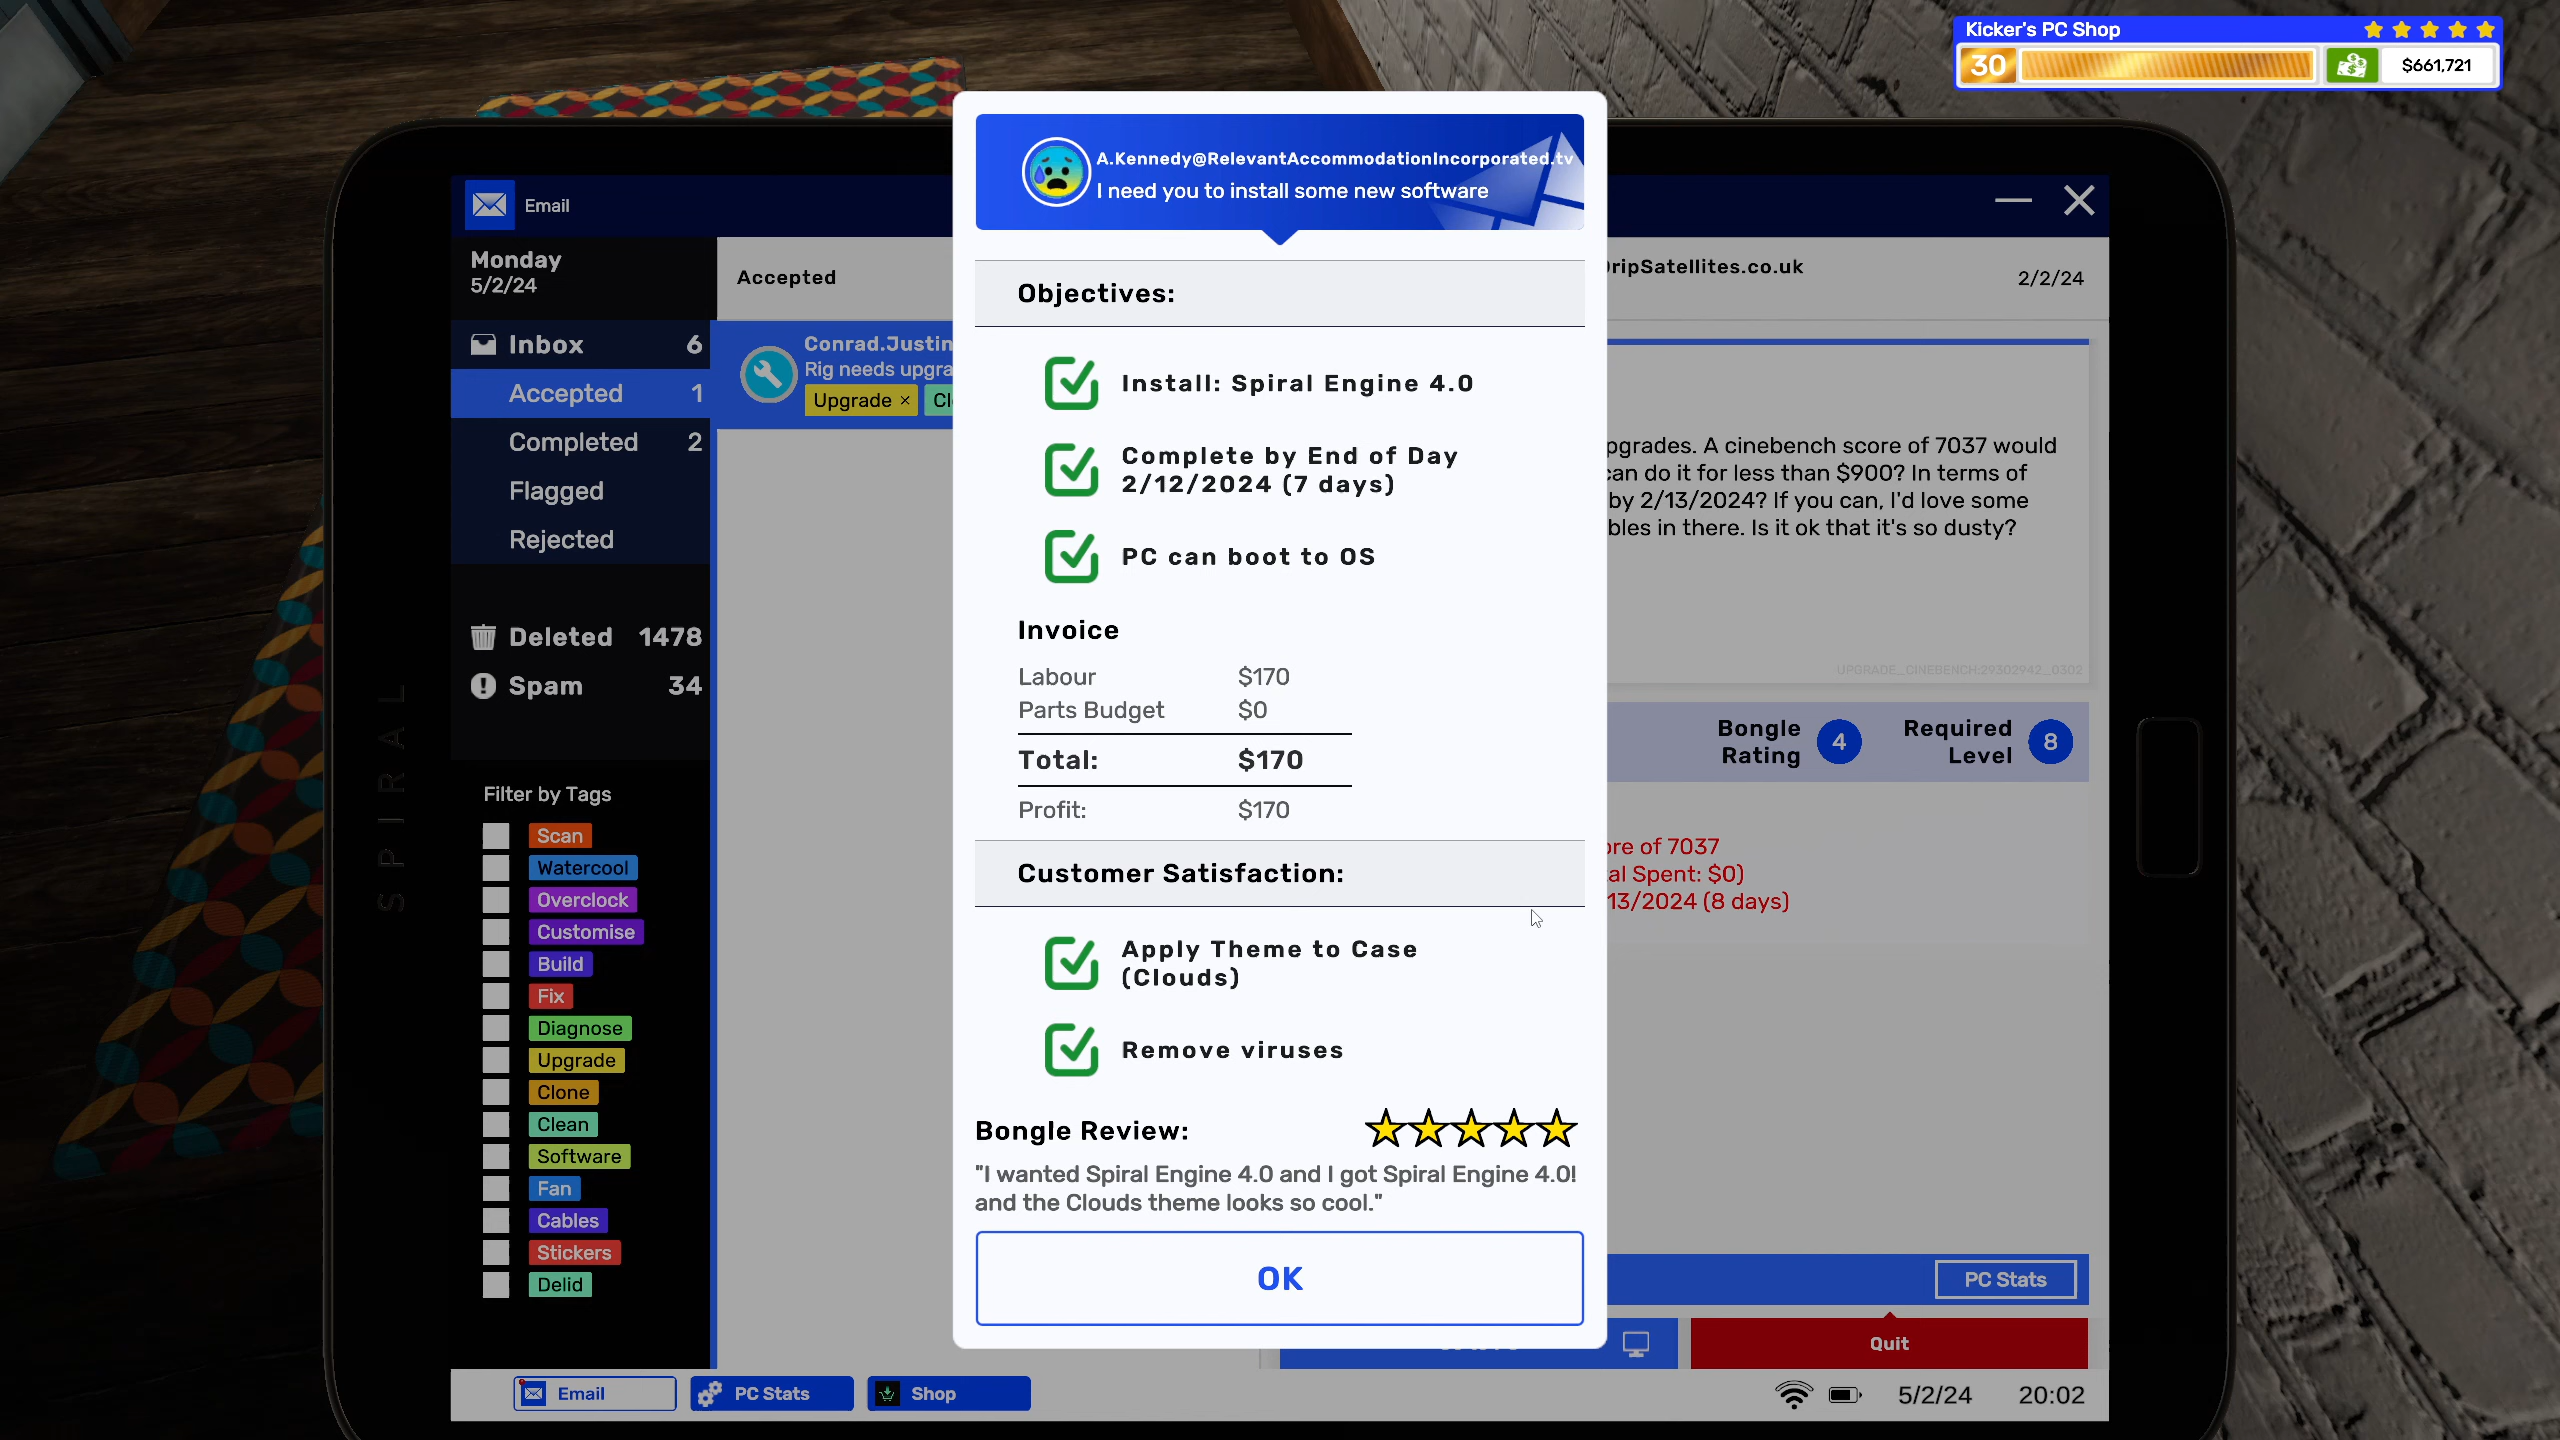 Kicker's PC Shop
30
$661,721
Email
Monday
5/2/24
Inbox 6
Accepted 1
Completed 2
Flagged
Rejected
Deleted 1478
Spam 34
Filter by Tags
Scan
Watercool
Overclock
Customise
Build
Fix
Diagnose
Upgrade
Clone
Clean
Software
Fan
Cables
Stickers
Delid
SPIRAL
Accepted
Conrad.Justin
Rig needs upgra
Upgrade ×
Cl
A.Kennedy@RelevantAccommodationIncorporated.tv
I need you to install some new software
Objectives:
Install: Spiral Engine 4.0
Complete by End of Day
2/12/2024 (7 days)
PC can boot to OS
Invoice
Labour $170
Parts Budget $0
Total: $170
Profit: $170
Customer Satisfaction:
Apply Theme to Case
(Clouds)
Remove viruses
Bongle Review:
"I wanted Spiral Engine 4.0 and I got Spiral Engine 4.0!
and the Clouds theme looks so cool."
OK
ripSatellites.co.uk
2/2/24
pgrades. A cinebench score of 7037 would
can do it for less than $900? In terms of
by 2/13/2024? If you can, I'd love some
bles in there. Is it ok that it's so dusty?
UPGRADE_CINEBENCH:29302942_0302
Bongle
Rating 4
Required
Level 8
ore of 7037
al Spent: $0)
13/2024 (8 days)
PC Stats
Quit
Email
PC Stats
Shop
5/2/24
20:02